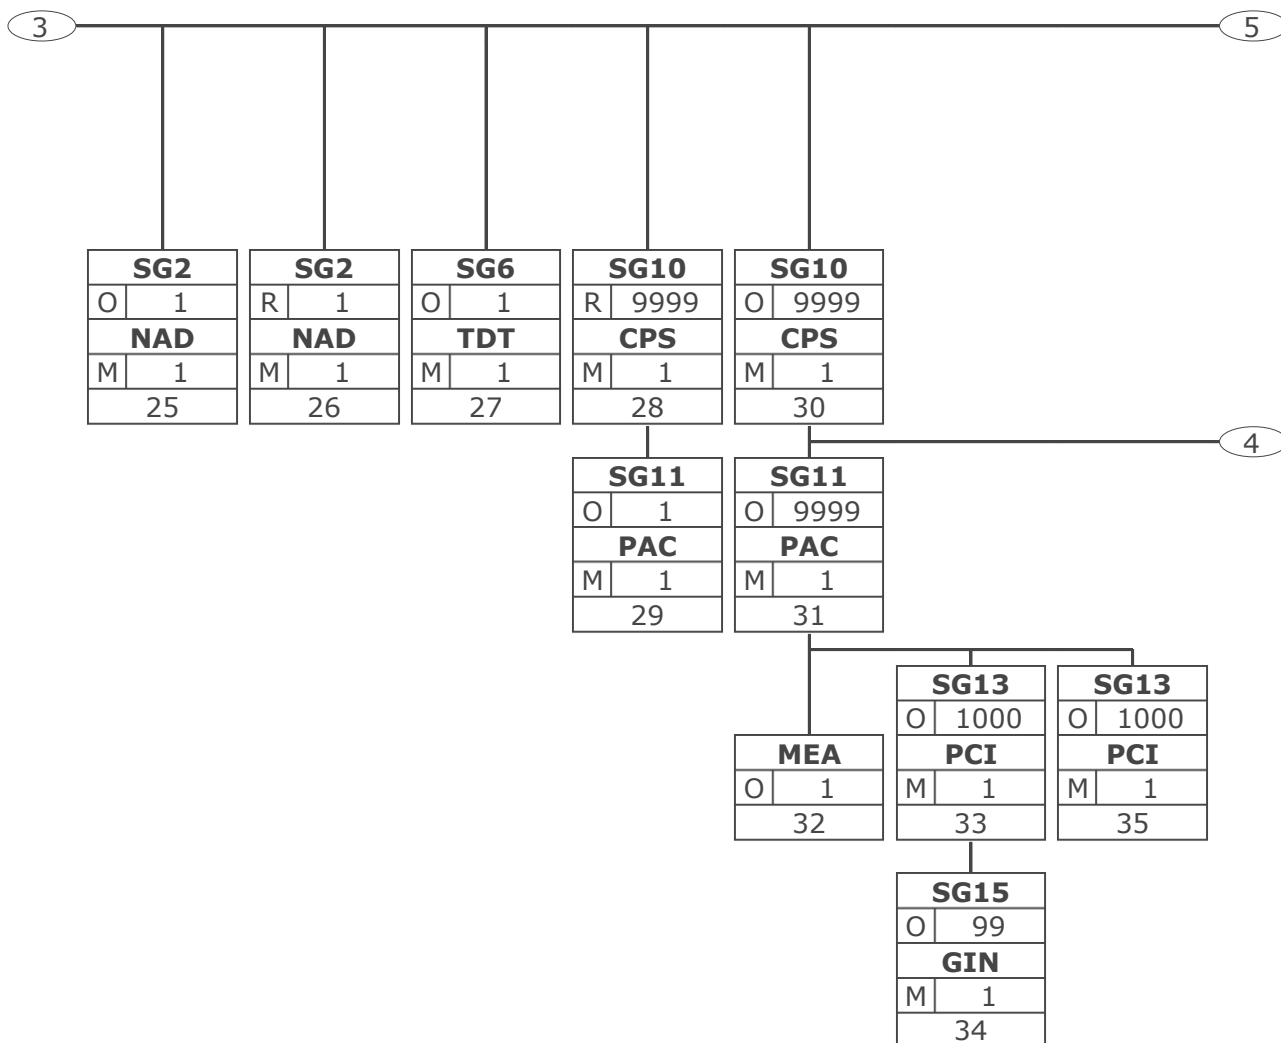 3 5
SG2 SG2 SG6 SG10 SG10
O 1 R 1 O 1 R 9999 O 9999
NAD NAD TDT CPS CPS
M 1 M 1 M 1 M 1 M 1
25 26 27 28 30
4
SG11 SG11
O 1 O 9999
PAC PAC
M 1 M 1
29 31
SG13 SG13
O 1000 O 1000
MEA PCI PCI
O 1 M 1 M 1
32 33 35
SG15
O 99
GIN
M 1
34